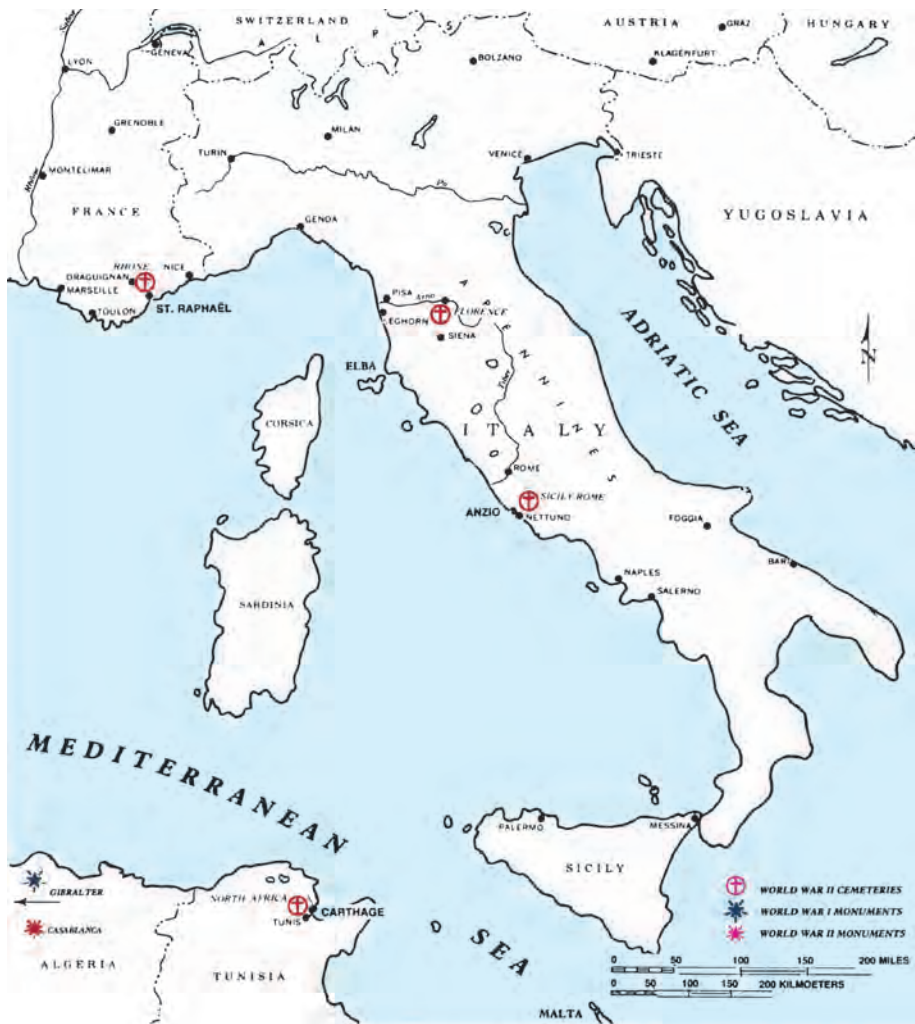 SWITZERLAND
AUSTRIA
GRAZ
HUNGARY
GENEVA
A L P S
LYON
BOLZANO
KLAGENFURT
GRENOBLE
MILAN
TURIN
VENICE
TRIESTE
MONTELIMAR
Rhône
Po
FRANCE
YUGOSLAVIA
GENOA
RHONE
NICE
DRAGUIGNAN
MARSEILLE
ST. RAPHAËL
TOULON
PISA
Arno
FLORENCE
LEGHORN
SIENA
APENNINES
ADRIATIC SEA
N
ELBA
Tiber
CORSICA
ITALY
ROME
SICILY-ROME
ANZIO
NETTUNO
FOGGIA
BARI
NAPLES
SALERNO
SARDINIA
MEDITERRANEAN
SEA
PALERMO
MESSINA
SICILY
GIBRALTER
NORTH AFRICA
CARTHAGE
TUNIS
CASABLANCA
ALGERIA
TUNISIA
MALTA
WORLD WAR II CEMETERIES
WORLD WAR I MONUMENTS
WORLD WAR II MONUMENTS
0 50 100 150 200 MILES
0 50 100 150 200 KILMOETERS